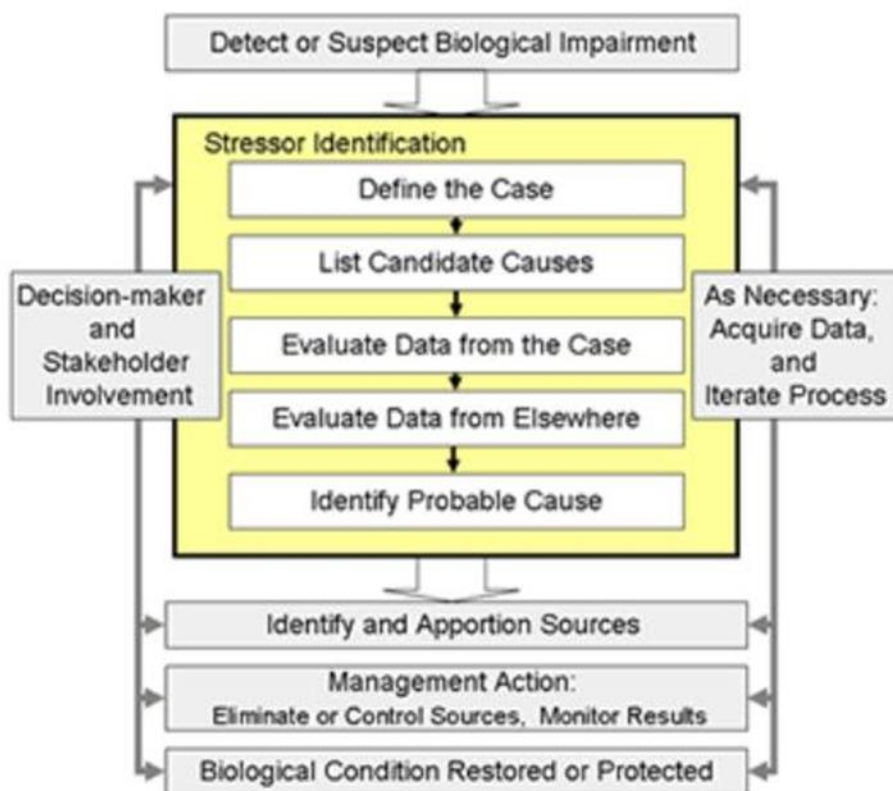 Detect or Suspect Biological Impairment
Stressor Identification
Define the Case
List Candidate Causes
Evaluate Data from the Case
Evaluate Data from Elsewhere
Identify Probable Cause
Decision-maker
and
Stakeholder
Involvement
As Necessary:
Acquire Data,
and
Iterate Process
Identify and Apportion Sources
Management Action:
Eliminate or Control Sources, Monitor Results
Biological Condition Restored or Protected